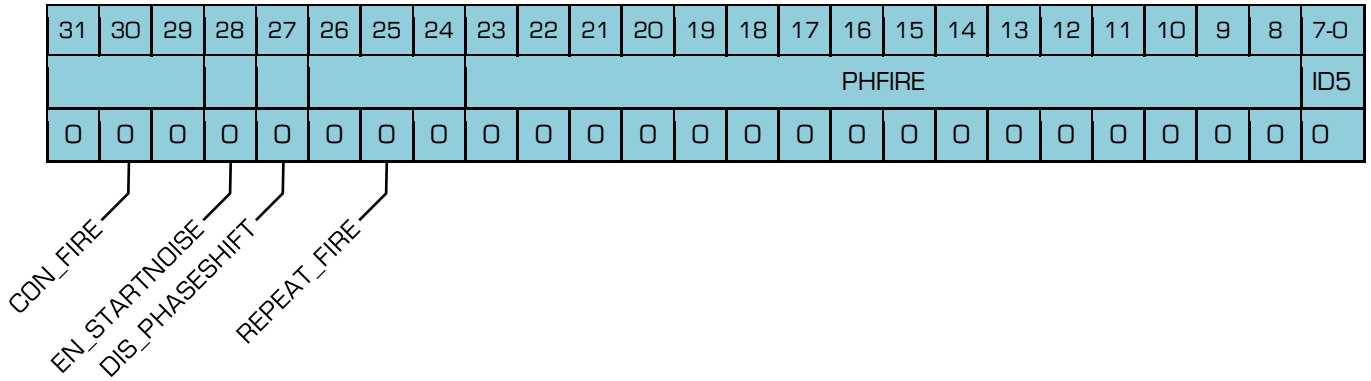 31 30 29 28 27 26 25 24 23 22 21 20 19 18 17 16 15 14 13 12 11 10 9 8 7-0
PHFIRE ID5
0 0 0 0 0 0 0 0 0 0 0 0 0 0 0 0 0 0 0 0 0 0 0 0 0
CON_FIRE
EN_STARTNOISE
DIS_PHASESHIFT
REPEAT_FIRE